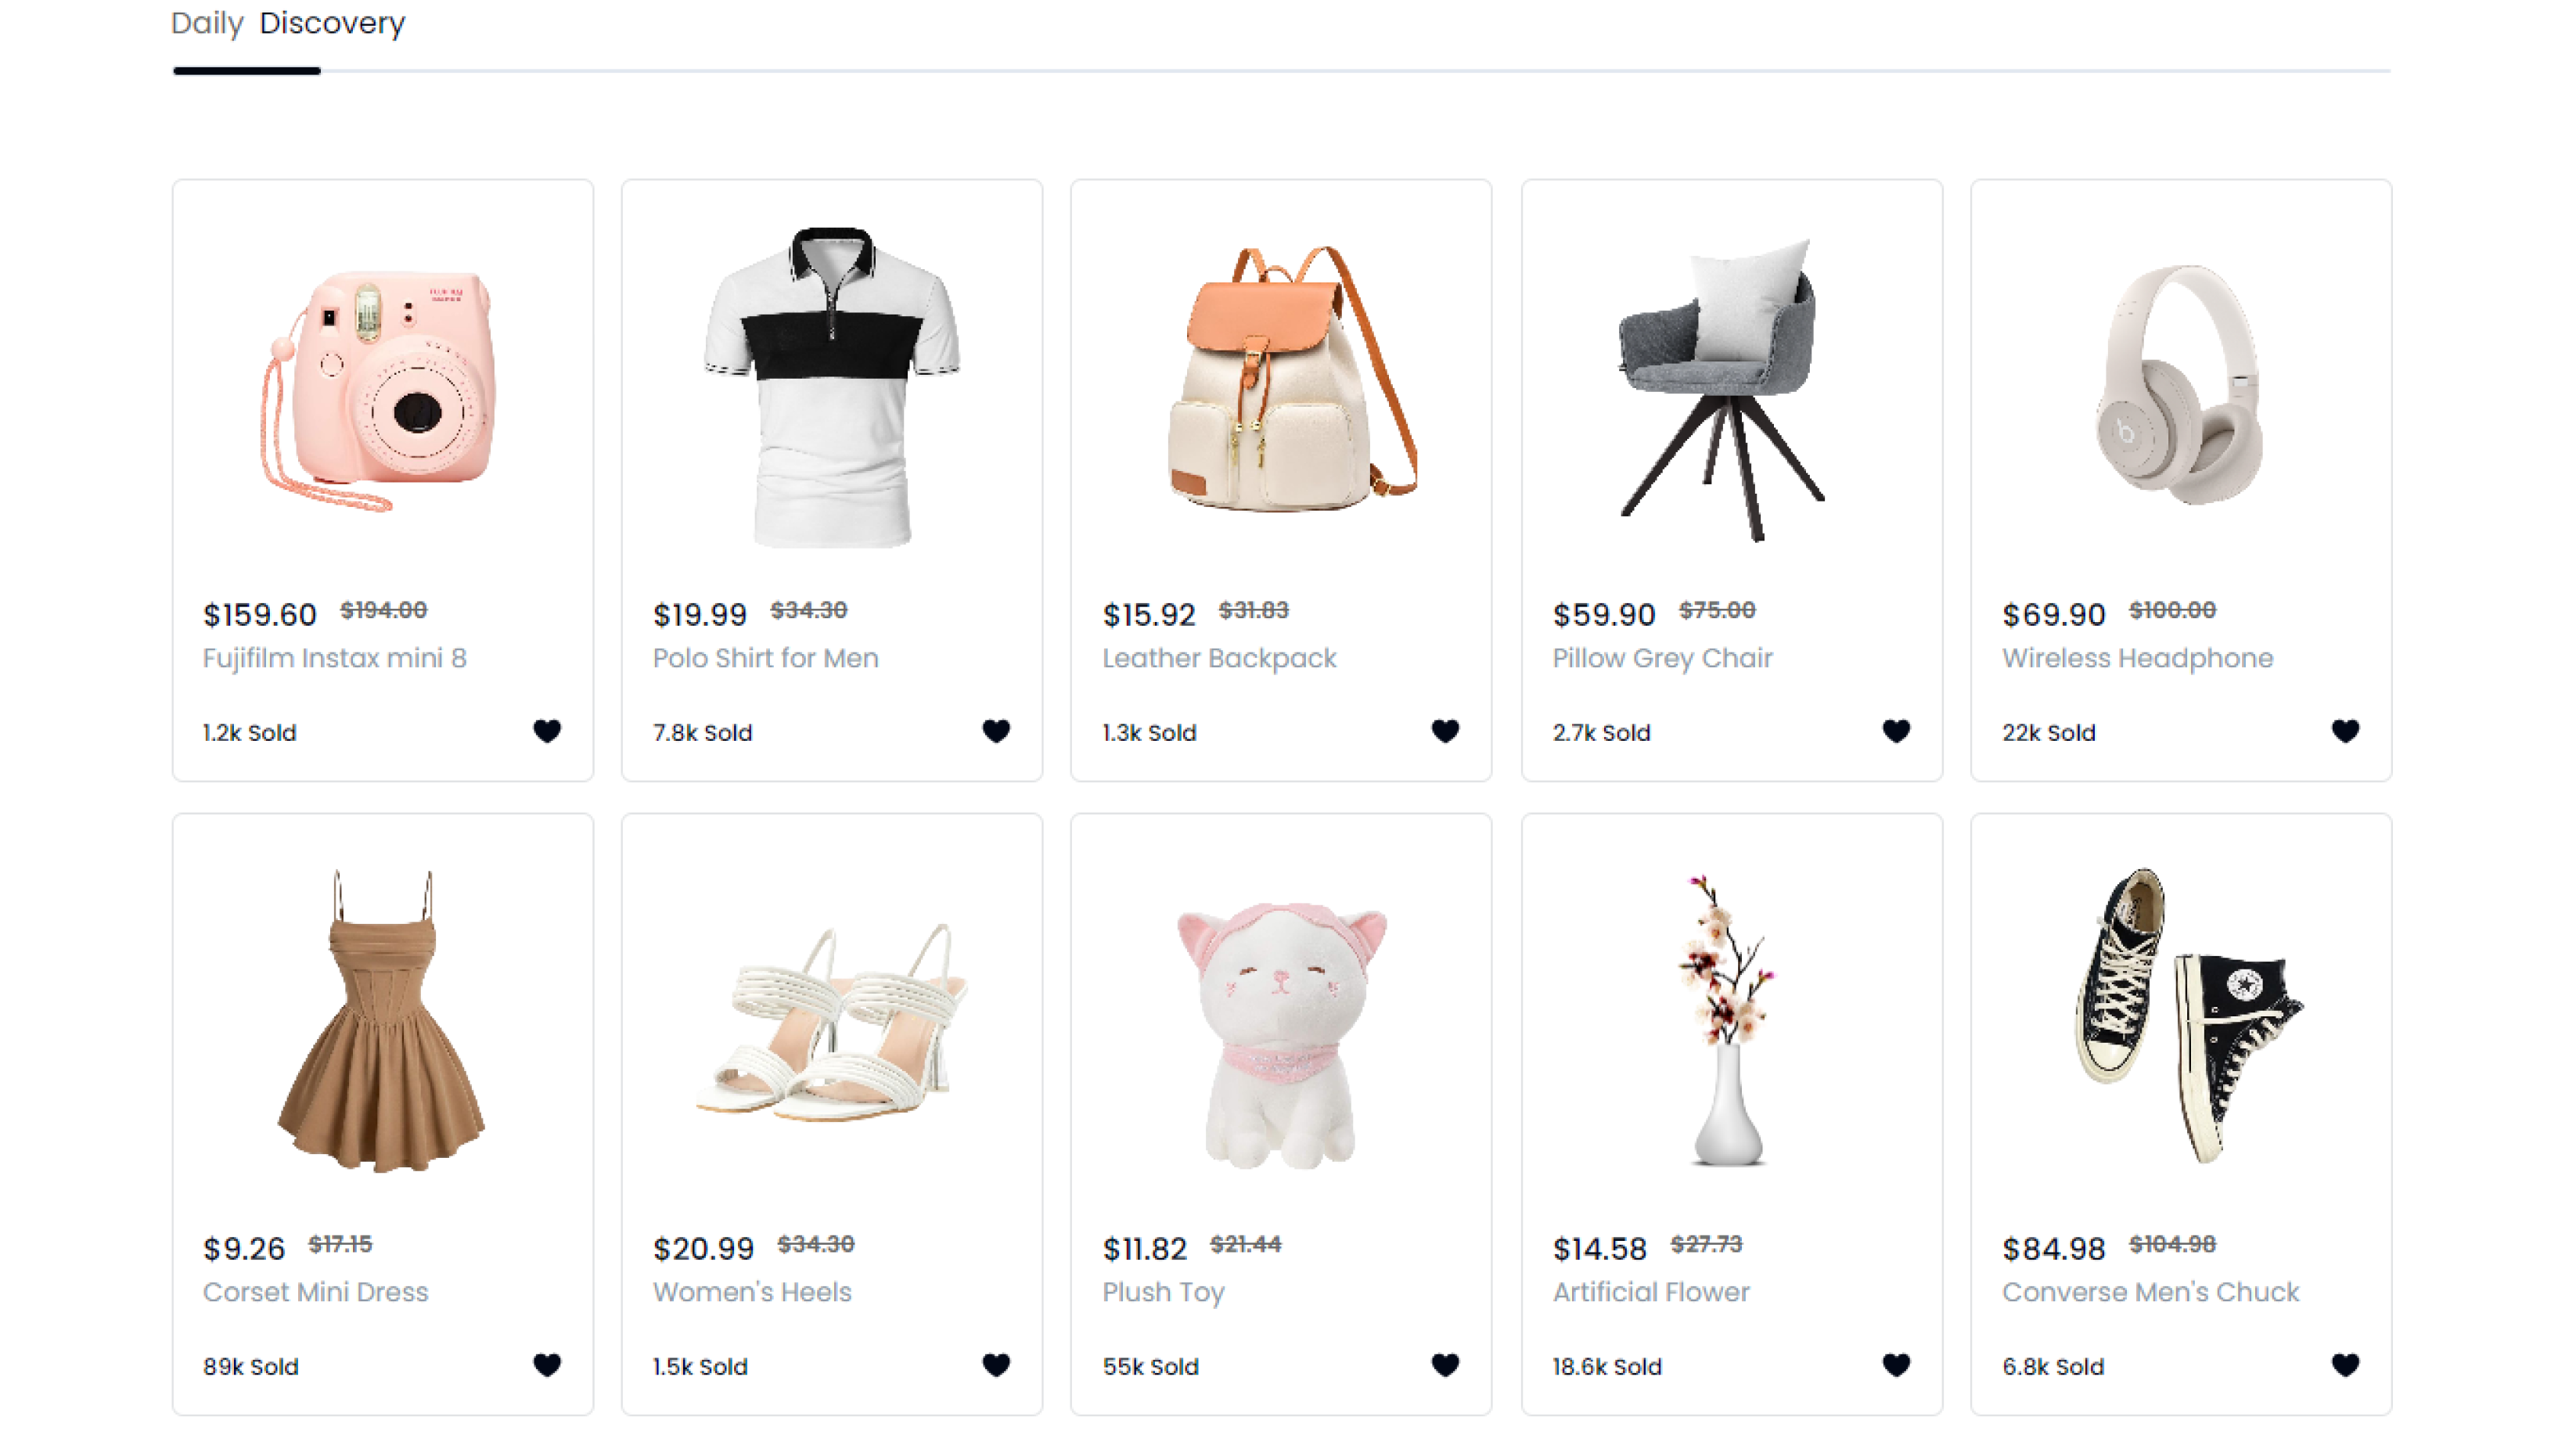 Daily Discovery
$159.60 $194.00
Fujifilm Instax mini 8
1.2k Sold
$19.99 $34.30
Polo Shirt for Men
7.8k Sold
$15.92 $31.83
Leather Backpack
1.3k Sold
$59.90 $75.00
Pillow Grey Chair
2.7k Sold
$69.90 $100.00
Wireless Headphone
22k Sold
$9.26 $17.15
Corset Mini Dress
89k Sold
$20.99 $34.30
Women's Heels
1.5k Sold
$11.82 $21.44
Plush Toy
55k Sold
$14.58 $27.73
Artificial Flower
18.6k Sold
$84.98 $104.98
Converse Men's Chuck
6.8k Sold